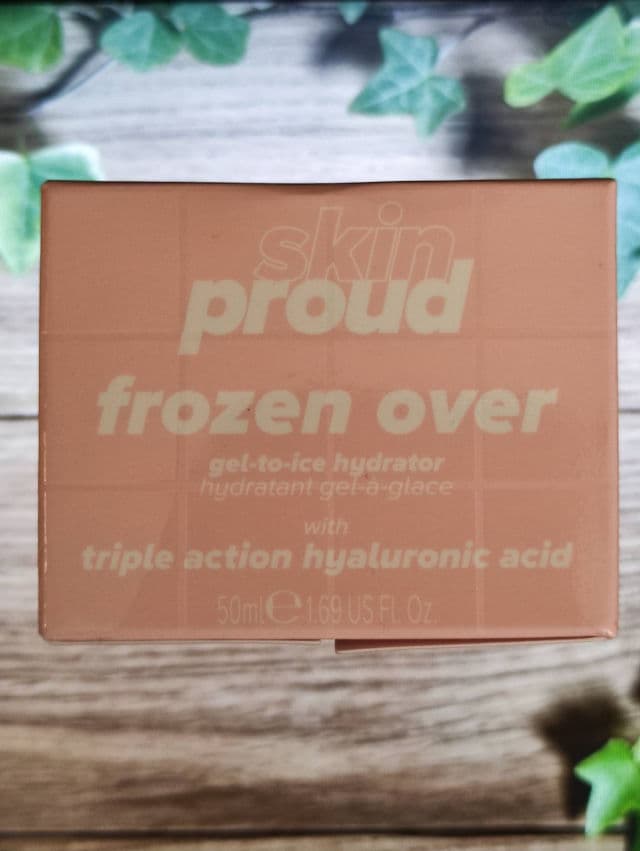 skin
proud
frozen over
gel-to-ice hydrator
hydratant gel-à-glace
with
triple action hyaluronic acid
50ml ℮ 1.69 US Fl. Oz.